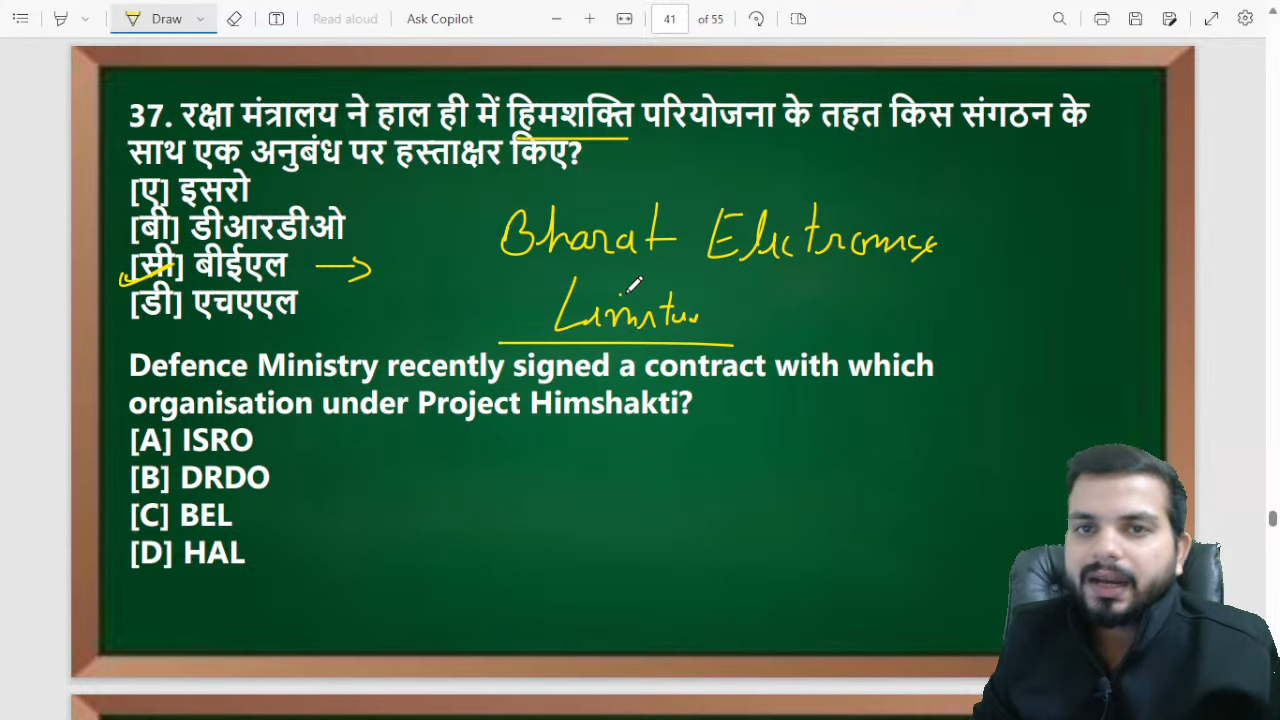 Draw
Read aloud
Ask Copilot
41
of 55
37. रक्षा मंत्रालय ने हाल ही में हिमशक्ति परियोजना के तहत किस संगठन के
साथ एक अनुबंध पर हस्ताक्षर किए?
[ए] इसरो
[बी] डीआरडीओ
[सी] बीईएल
[डी] एचएएल
Bharat Electronics
Limited
Defence Ministry recently signed a contract with which
organisation under Project Himshakti?
[A] ISRO
[B] DRDO
[C] BEL
[D] HAL